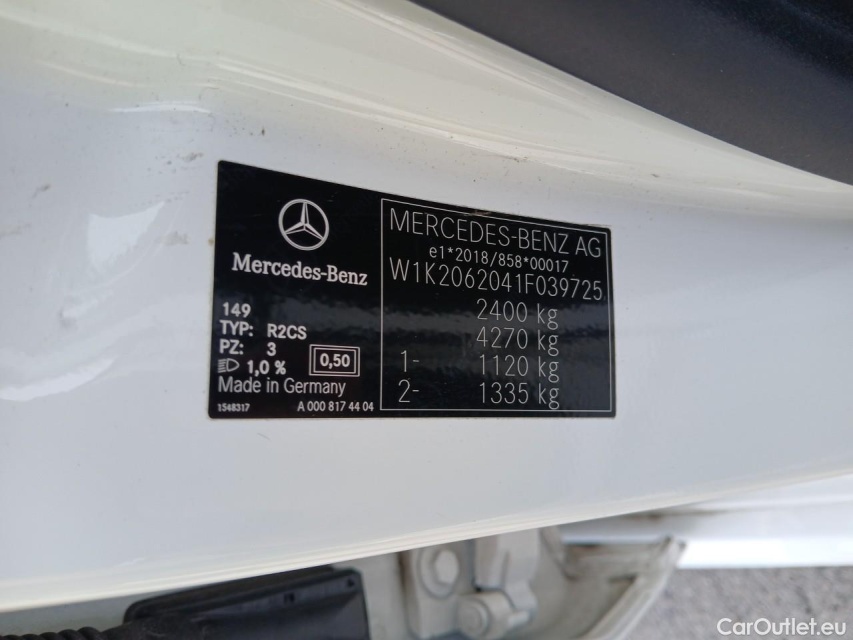 Mercedes-Benz
149
TYP: R2CS
PZ: 3
1,0 % 0,50
Made in Germany
1548317 A 000 817 44 04
MERCEDES-BENZ AG
e1*2018/858*00017
W1K2062041F039725
2400 kg
4270 kg
1- 1120 kg
2- 1335 kg
CarOutlet.eu